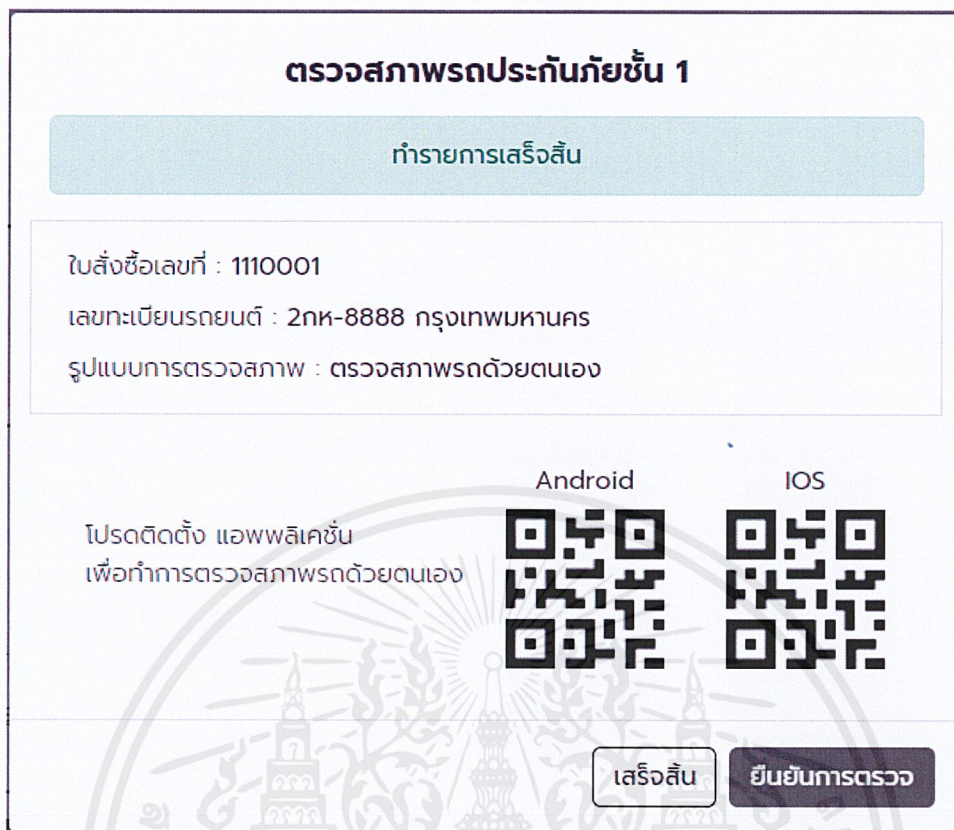 ตรวจสภาพรถประกันภัยชั้น 1
ทำรายการเสร็จสิ้น
ใบสั่งซื้อเลขที่ : 1110001
เลขทะเบียนรถยนต์ : 2กห-8888 กรุงเทพมหานคร
รูปแบบการตรวจสภาพ : ตรวจสภาพรถด้วยตนเอง
Android IOS
โปรดติดตั้ง แอพพลิเคชั่น
เพื่อทำการตรวจสภาพรถด้วยตนเอง
เสร็จสิ้น ยืนยันการตรวจ